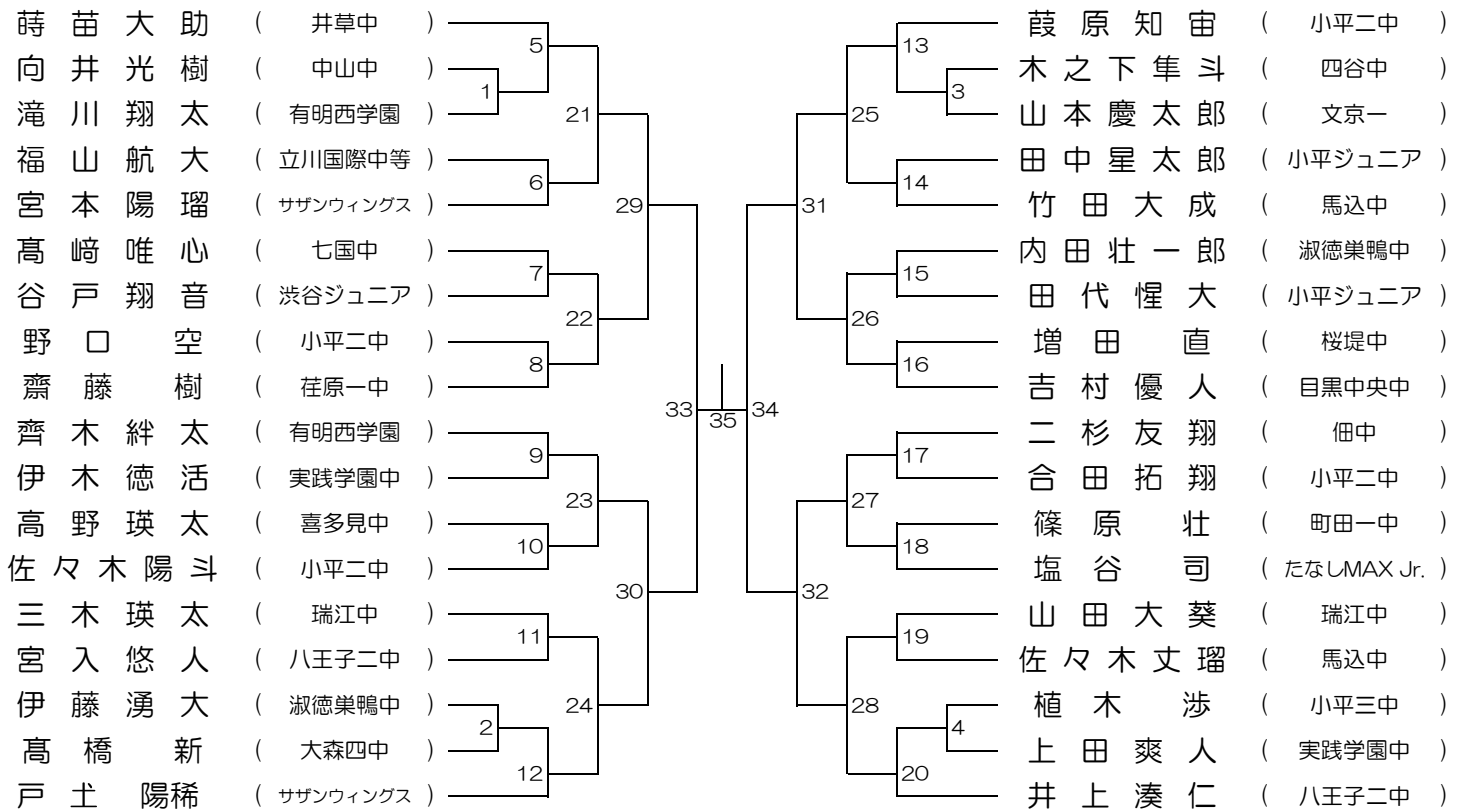 蒔苗大助 ( 井草中 )
向井光樹 ( 中山中 )
滝川翔太 ( 有明西学園 )
福山航大 ( 立川国際中等 )
宮本陽瑠 ( サザンウィングス )
髙﨑唯心 ( 七国中 )
谷戸翔音 ( 渋谷ジュニア )
野口空 ( 小平二中 )
齋藤樹 ( 荏原一中 )
齊木絆太 ( 有明西学園 )
伊木徳活 ( 実践学園中 )
高野瑛太 ( 喜多見中 )
佐々木陽斗 ( 小平二中 )
三木瑛太 ( 瑞江中 )
宮入悠人 ( 八王子二中 )
伊藤湧大 ( 淑徳巣鴨中 )
髙橋新 ( 大森四中 )
戸圡陽稀 ( サザンウィングス )
5
1
21
6
29
7
22
8
33
9
23
10
30
11
24
2
12
35
34
13
3
25
14
31
15
26
16
17
27
18
32
19
28
4
20
葭原知宙 ( 小平二中 )
木之下隼斗 ( 四谷中 )
山本慶太郎 ( 文京一 )
田中星太郎 ( 小平ジュニア )
竹田大成 ( 馬込中 )
内田壮一郎 ( 淑徳巣鴨中 )
田代惺大 ( 小平ジュニア )
増田直 ( 桜堤中 )
吉村優人 ( 目黒中央中 )
二杉友翔 ( 佃中 )
合田拓翔 ( 小平二中 )
篠原壮 ( 町田一中 )
塩谷司 ( たなしMAX Jr. )
山田大葵 ( 瑞江中 )
佐々木丈瑠 ( 馬込中 )
植木渉 ( 小平三中 )
上田爽人 ( 実践学園中 )
井上湊仁 ( 八王子二中 )